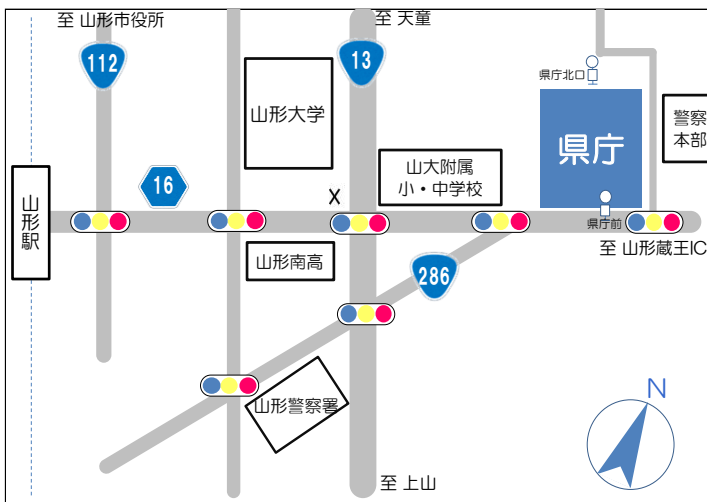 至 山形市役所
至 天童
112
13
県庁北口
山形大学
県庁
警察
本部
山大附属
小・中学校
16
X
山形駅
県庁前
山形南高
至 山形蔵王IC
286
山形警察署
N
至 上山